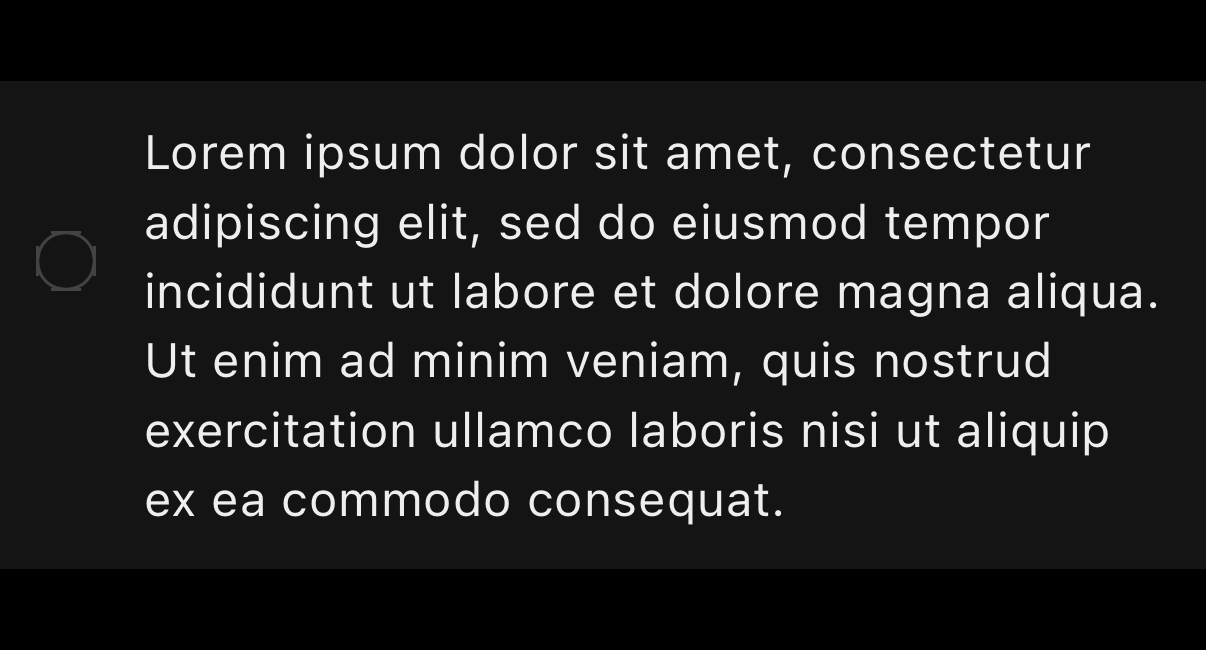 Lorem ipsum dolor sit amet, consectetur
adipiscing elit, sed do eiusmod tempor
incididunt ut labore et dolore magna aliqua.
Ut enim ad minim veniam, quis nostrud
exercitation ullamco laboris nisi ut aliquip
ex ea commodo consequat.